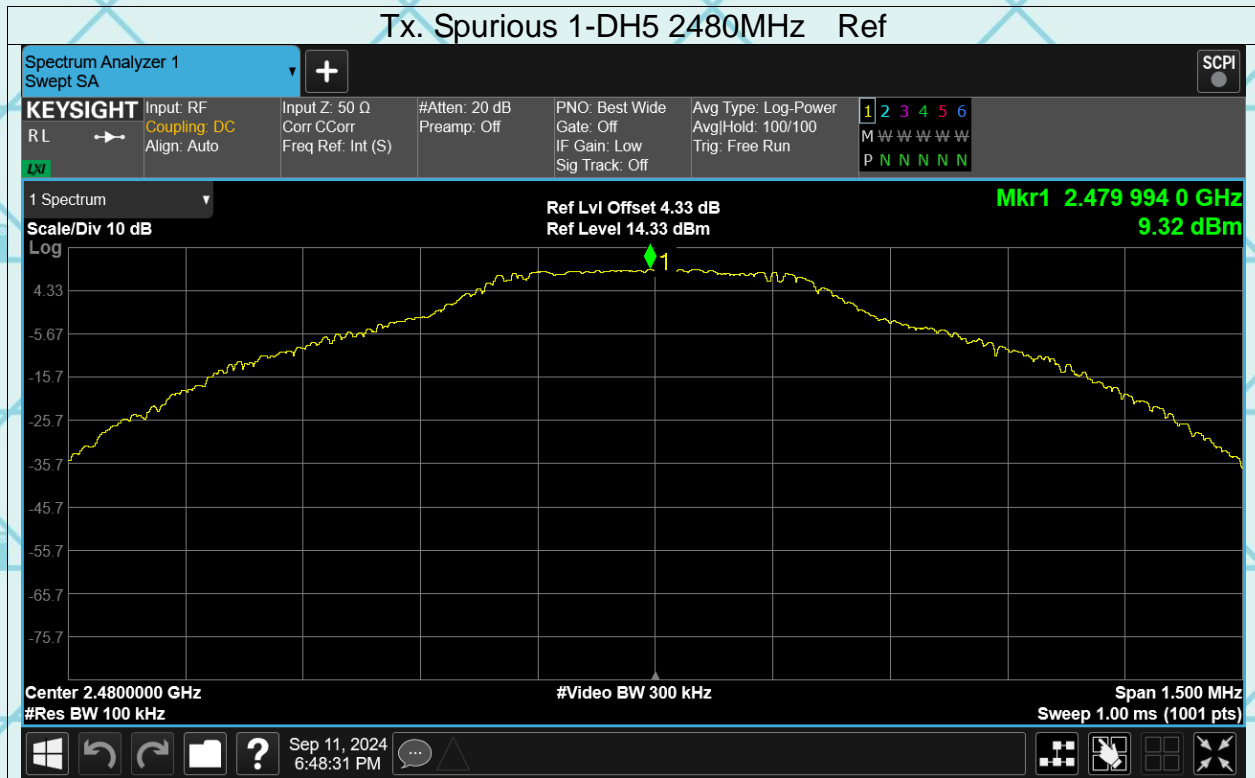 Tx. Spurious 1-DH5 2480MHz Ref
Spectrum Analyzer 1
Swept SA
▼
+
SCPI
KEYSIGHT
RL
LXI
Input: RF
Coupling: DC
Align: Auto
Input Z: 50 Ω
Corr CCorr
Freq Ref: Int (S)
#Atten: 20 dB
Preamp: Off
PNO: Best Wide
Gate: Off
IF Gain: Low
Sig Track: Off
Avg Type: Log-Power
Avg|Hold: 100/100
Trig: Free Run
1 2 3 4 5 6
M W W W W W
P N N N N N
1 Spectrum ▼
Scale/Div 10 dB
Ref Lvl Offset 4.33 dB
Ref Level 14.33 dBm
Mkr1 2.479 994 0 GHz
9.32 dBm
Log
1
4.33
-5.67
-15.7
-25.7
-35.7
-45.7
-55.7
-65.7
-75.7
Center 2.4800000 GHz
#Res BW 100 kHz
#Video BW 300 kHz
Span 1.500 MHz
Sweep 1.00 ms (1001 pts)
?
Sep 11, 2024
6:48:31 PM